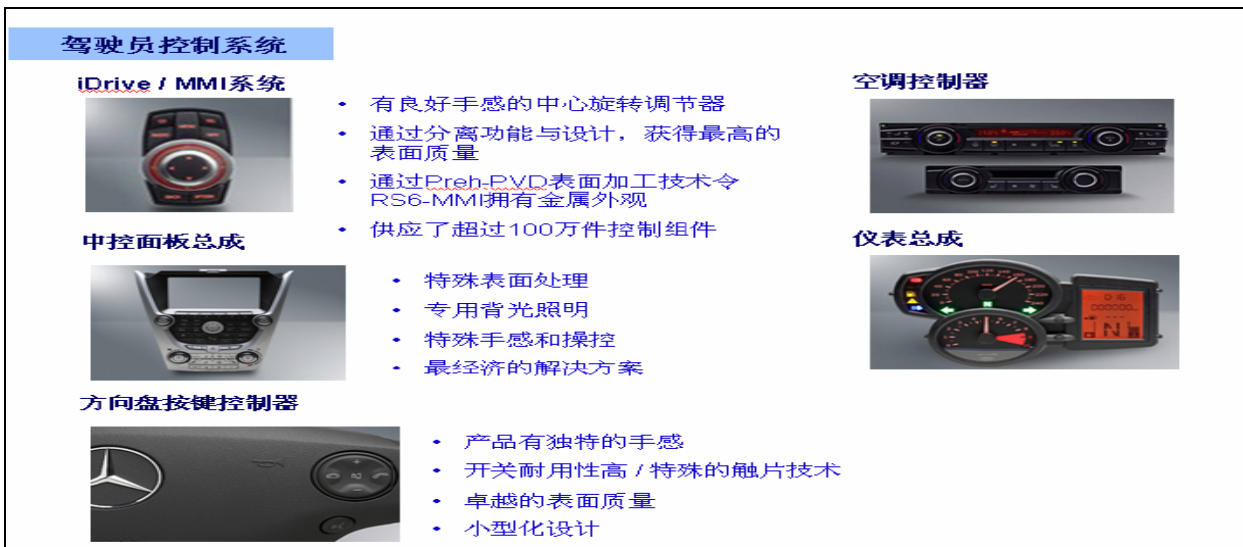 驾驶员控制系统
iDrive / MMI系统
• 有良好手感的中心旋转调节器
• 通过分离功能与设计，获得最高的
表面质量
• 通过Preh-PVD表面加工技术令
RS6-MMI拥有金属外观
• 供应了超过100万件控制组件
空调控制器
中控面板总成
• 特殊表面处理
• 专用背光照明
• 特殊手感和操控
• 最经济的解决方案
仪表总成
方向盘按键控制器
• 产品有独特的手感
• 开关耐用性高 / 特殊的触片技术
• 卓越的表面质量
• 小型化设计